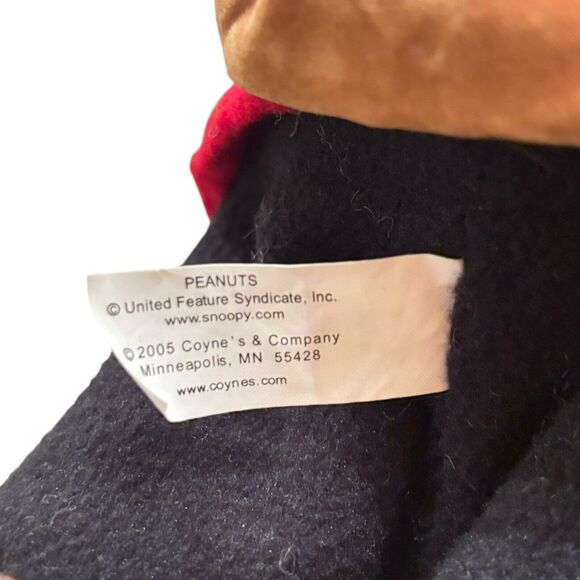 PEANUTS
© United Feature Syndicate, Inc.
www.snoopy.com
©2005 Coyne's & Company
Minneapolis, MN 55428
www.coynes.com